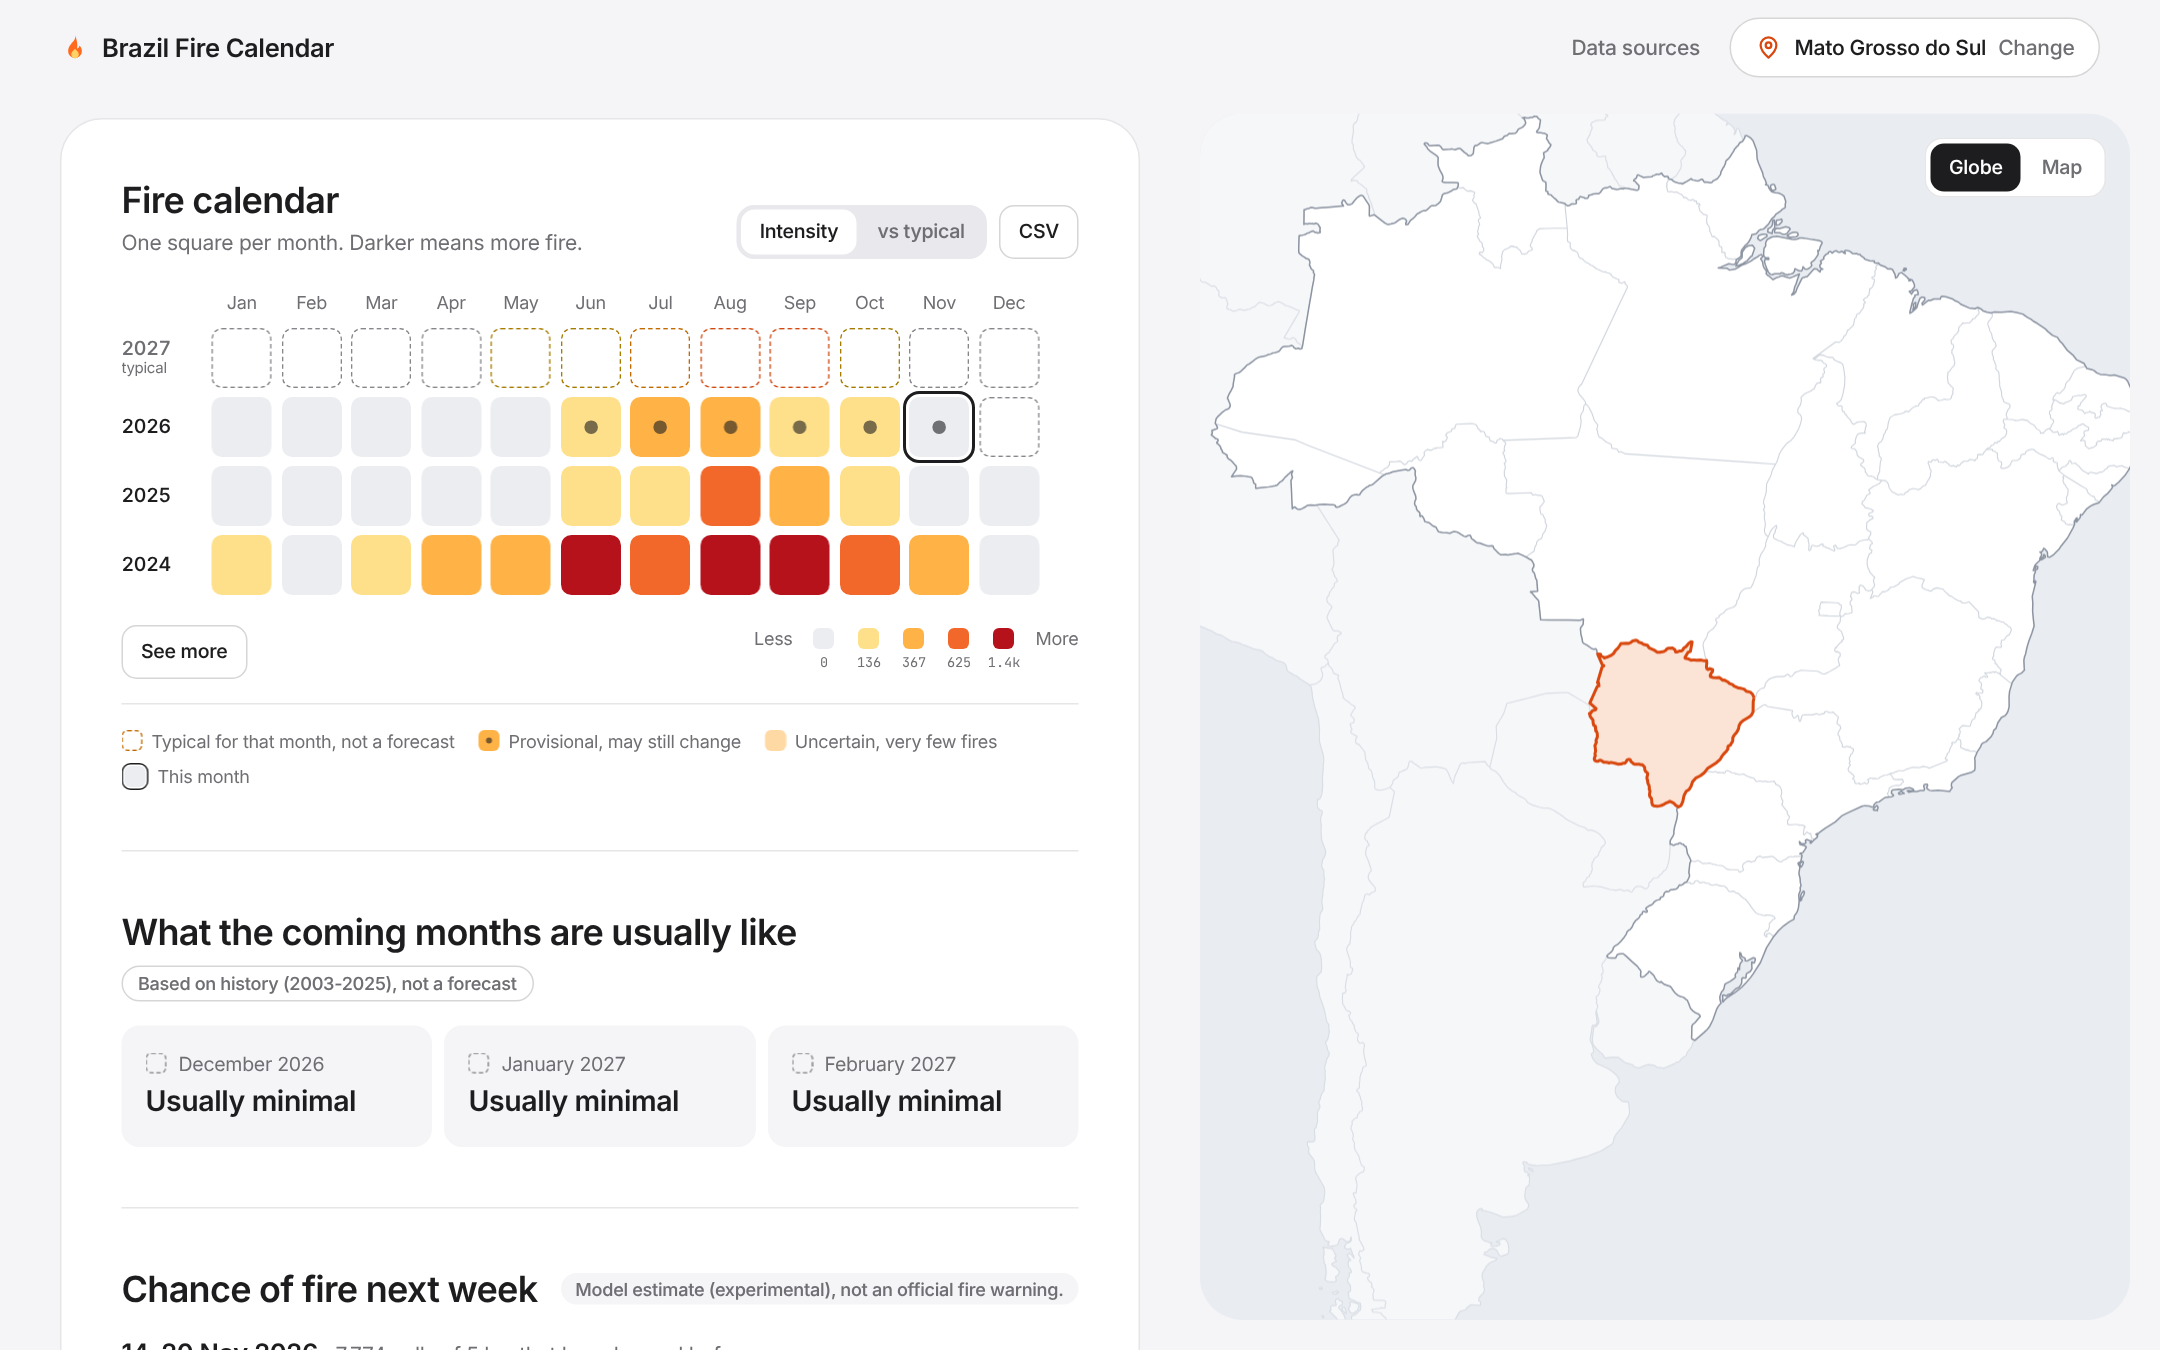 Brazil Fire Calendar
Data sources
Mato Grosso do Sul Change
Globe Map
Fire calendar
One square per month. Darker means more fire.
Intensity vs typical CSV
Jan Feb Mar Apr May Jun Jul Aug Sep Oct Nov Dec
2027
typical
2026
2025
2024
See more
Less More
0 136 367 625 1.4k
Typical for that month, not a forecast Provisional, may still change Uncertain, very few fires
This month
What the coming months are usually like
Based on history (2003-2025), not a forecast
December 2026 January 2027 February 2027
Usually minimal Usually minimal Usually minimal
Chance of fire next week Model estimate (experimental), not an official fire warning.